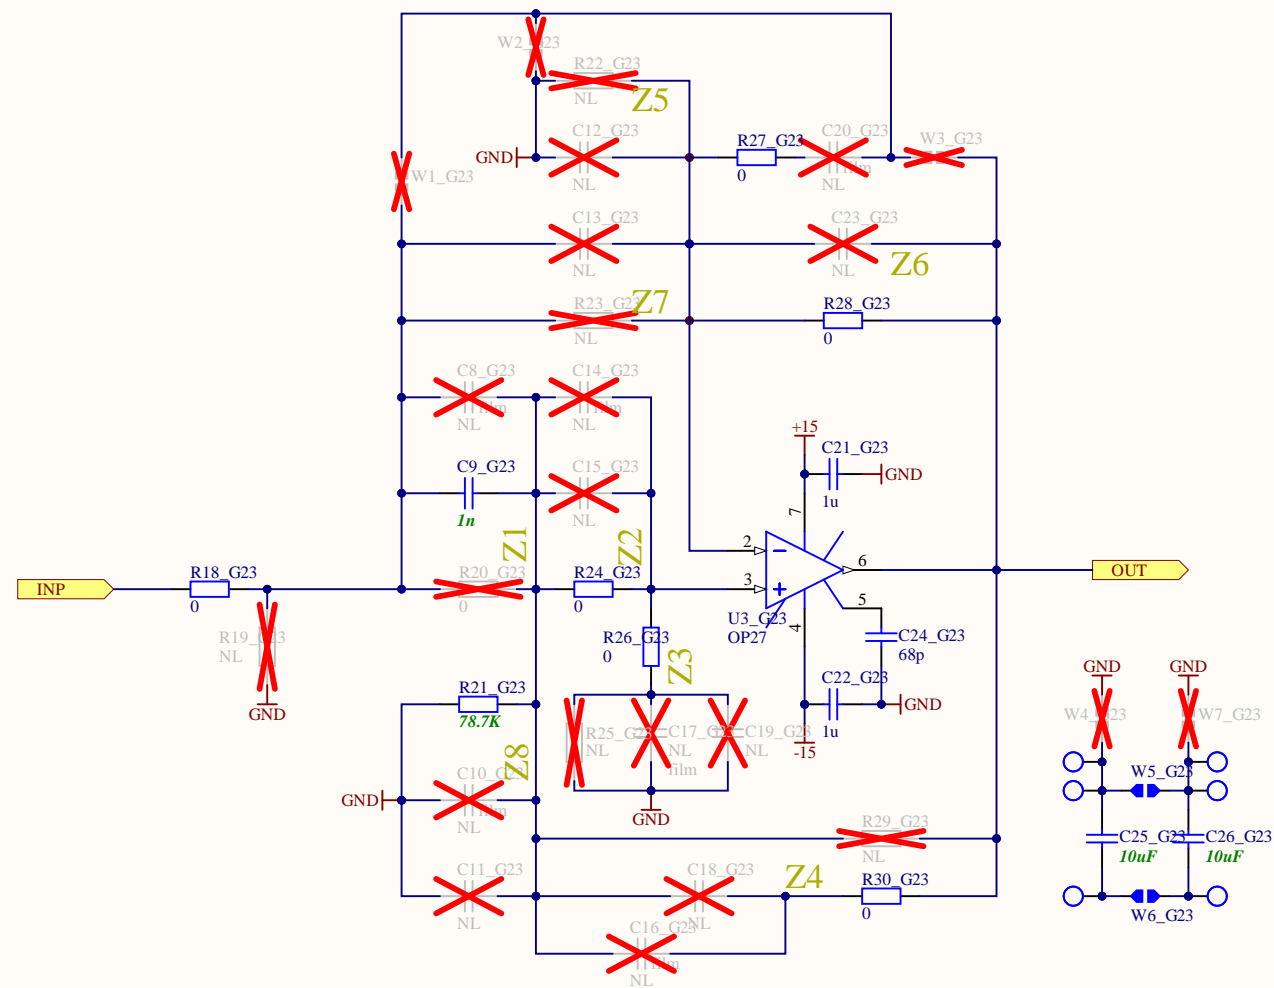 W2_G23
R22_G23
NL
Z5
C12_G23
GND
NL
R27_G23
0
C20_G23
film
NL
W3_G23
W1_G23
C13_G23
NL
C23_G23
NL
Z6
R23_G23
NL
Z7
R28_G23
0
C8_G23
film
NL
C14_G23
film
NL
+15
C21_G23
GND
1u
C9_G23
1n
C15_G23
NL
Z1
Z2
7
2
3
6
5
4
INP
R18_G23
0
R20_G23
0
R24_G23
0
OUT
U3_G23
OP27
R19_G23
NL
GND
R26_G23
0
Z3
C24_G23
68p
R21_G23
78.7K
C22_G23
GND
1u
-15
GND
GND
W4_G23
W7_G23
R25_G23
NL
C17_G23
NL
film
C19_G23
NL
Z8
C10_G23
film
NL
GND
GND
W5_G23
C25_G23
10uF
C26_G23
10uF
R29_G23
NL
C11_G23
NL
C18_G23
NL
Z4
R30_G23
0
W6_G23
C16_G23
film
NL